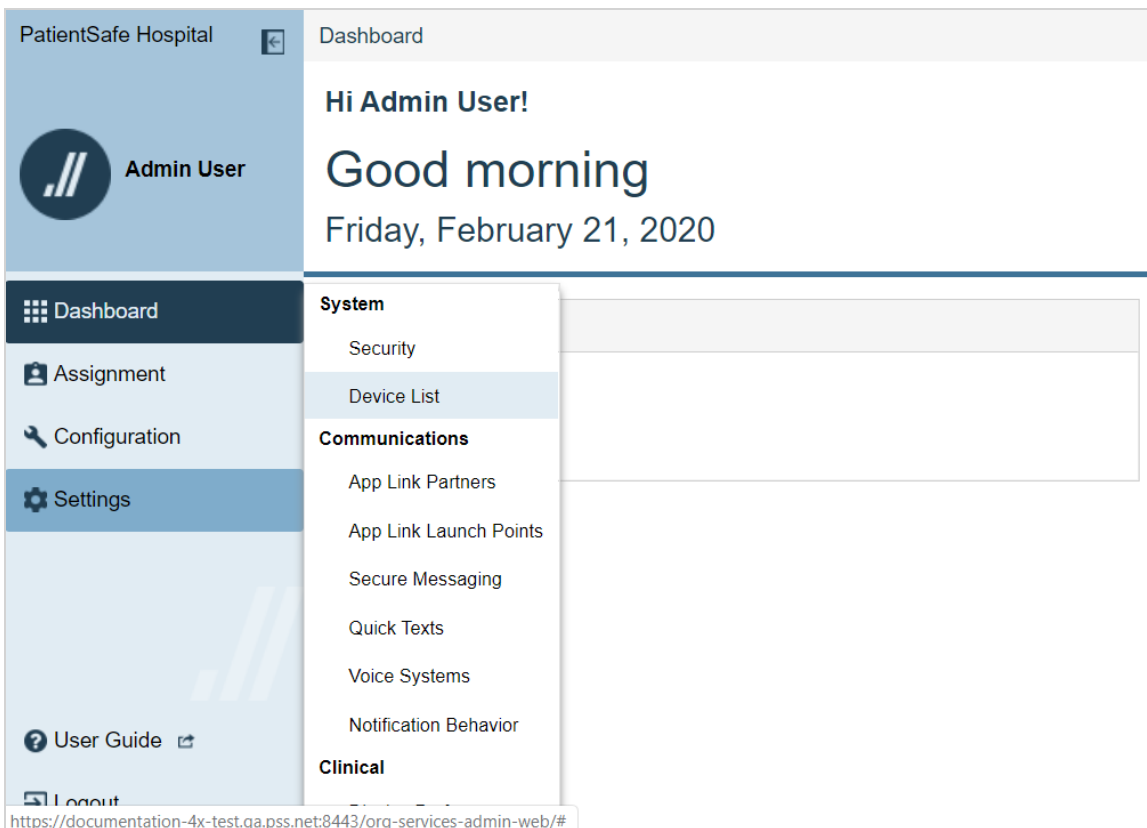 PatientSafe Hospital
Dashboard
Hi Admin User!
Admin User
Good morning
Friday, February 21, 2020
Dashboard
Assignment
Configuration
Settings
System
Security
Device List
Communications
App Link Partners
App Link Launch Points
Secure Messaging
Quick Texts
Voice Systems
Notification Behavior
Clinical
User Guide
Logout
https://documentation-4x-test.qa.pss.net:8443/org-services-admin-web/#